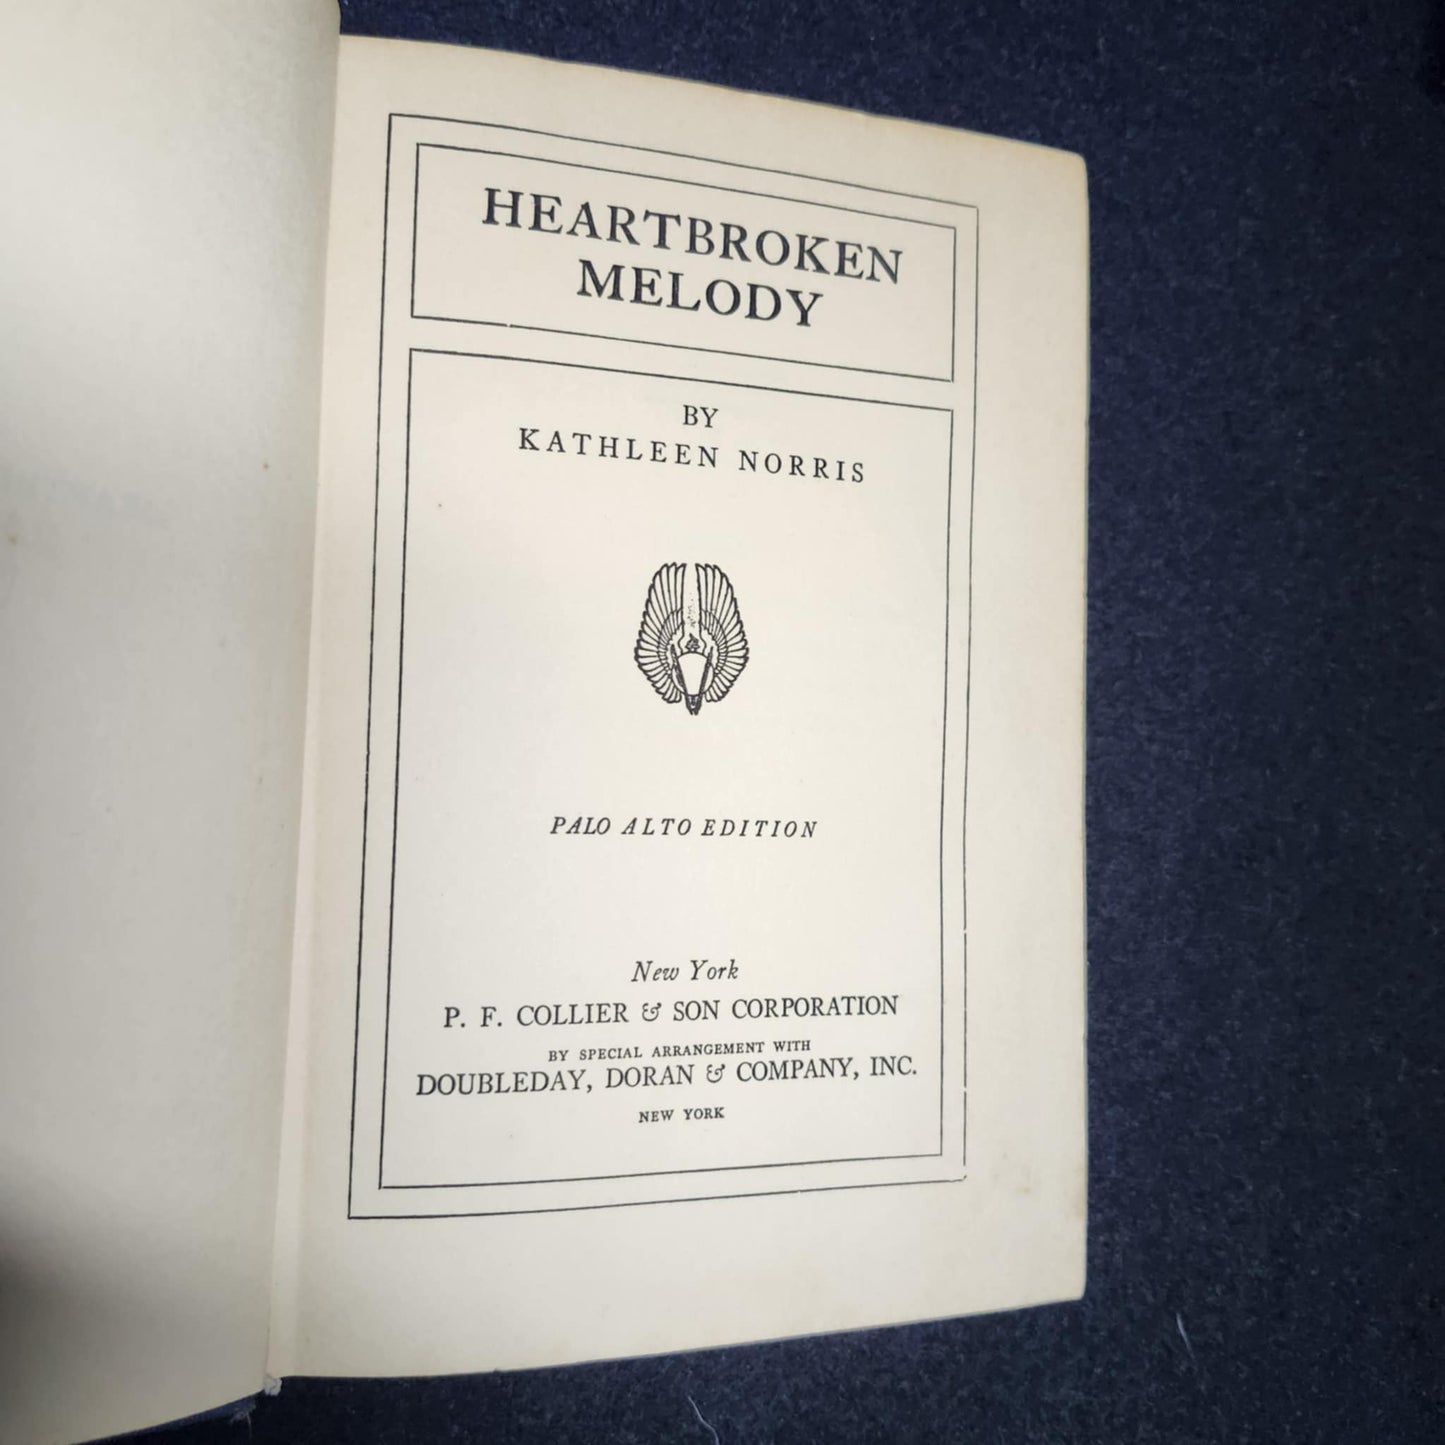 HEARTBROKEN
MELODY
BY
KATHLEEN NORRIS
PALO ALTO EDITION
New York
P. F. COLLIER & SON CORPORATION
BY SPECIAL ARRANGEMENT WITH
DOUBLEDAY, DORAN & COMPANY, INC.
NEW YORK